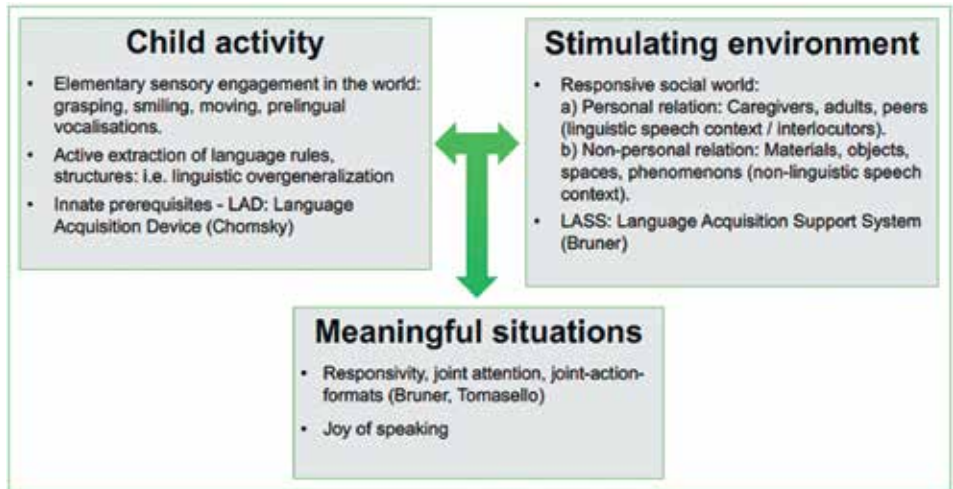 Child activity
• Elementary sensory engagement in the world:
grasping, smiling, moving, prelingual
vocalisations.
• Active extraction of language rules,
structures: i.e. linguistic overgeneralization
• Innate prerequisites - LAD: Language
Acquisition Device (Chomsky)
Stimulating environment
• Responsive social world:
a) Personal relation: Caregivers, adults, peers
(linguistic speech context / interlocutors).
b) Non-personal relation: Materials, objects,
spaces, phenomenons (non-linguistic speech
context).
• LASS: Language Acquisition Support System
(Bruner)
Meaningful situations
• Responsivity, joint attention, joint-action-
formats (Bruner, Tomasello)
• Joy of speaking